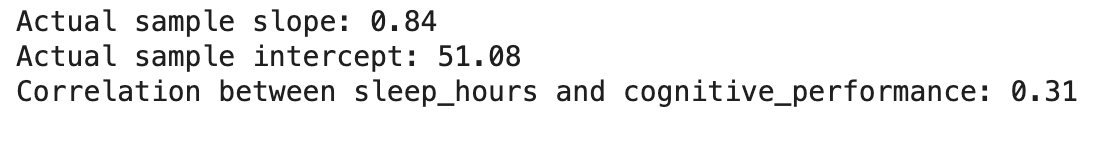 Actual sample slope: 0.84
Actual sample intercept: 51.08
Correlation between sleep_hours and cognitive_performance: 0.31